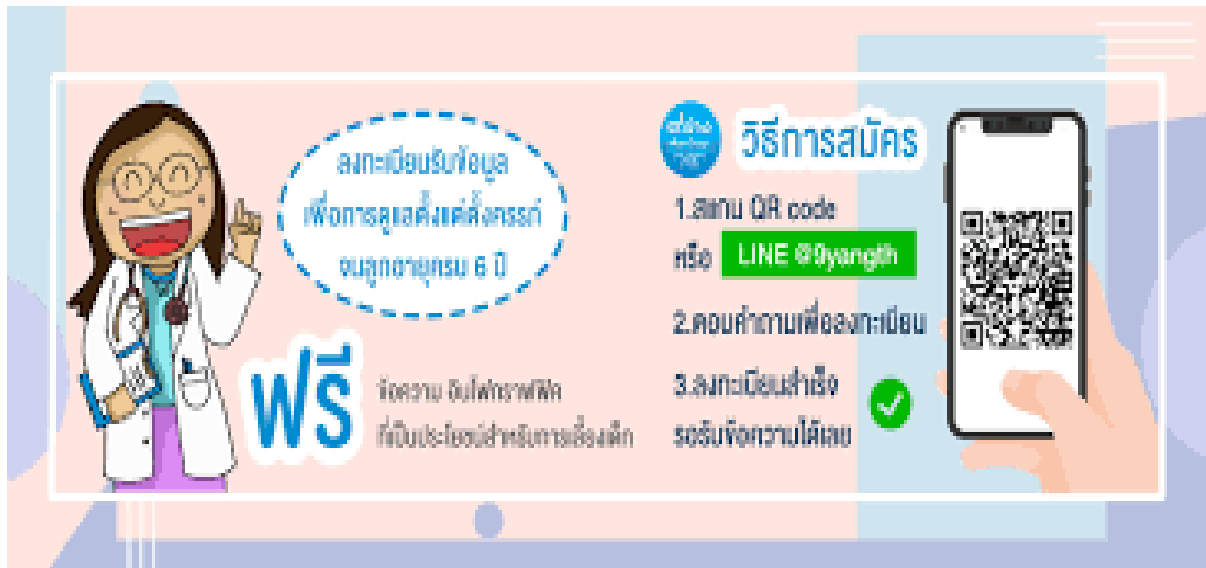 ลงทะเบียนรับข้อมูล
เพื่อการดูแลตั้งแต่ตั้งครรภ์
จนลูกอายุครบ 6 ปี
ฟรี
ข้อความ อินโฟกราฟฟิค
ที่เป็นประโยชน์สำหรับการเลี้ยงเด็ก
วิธีการสมัคร
1.สแกน QR code
หรือ LINE @9yangth
2.ตอบคำถามเพื่อลงทะเบียน
3.ลงทะเบียนสำเร็จ
รอรับข้อความได้เลย